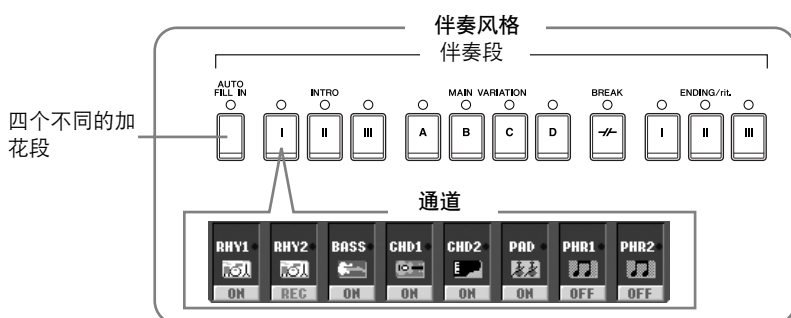 伴奏风格
伴奏段
AUTO FILL IN
INTRO
MAIN VARIATION
BREAK
ENDING/rit.
I II III A B C D I II III
四个不同的加
花段
通道
RHY1 RHY2 BASS CHD1 CHD2 PAD PHR1 PHR2
ON REC ON ON ON ON OFF OFF